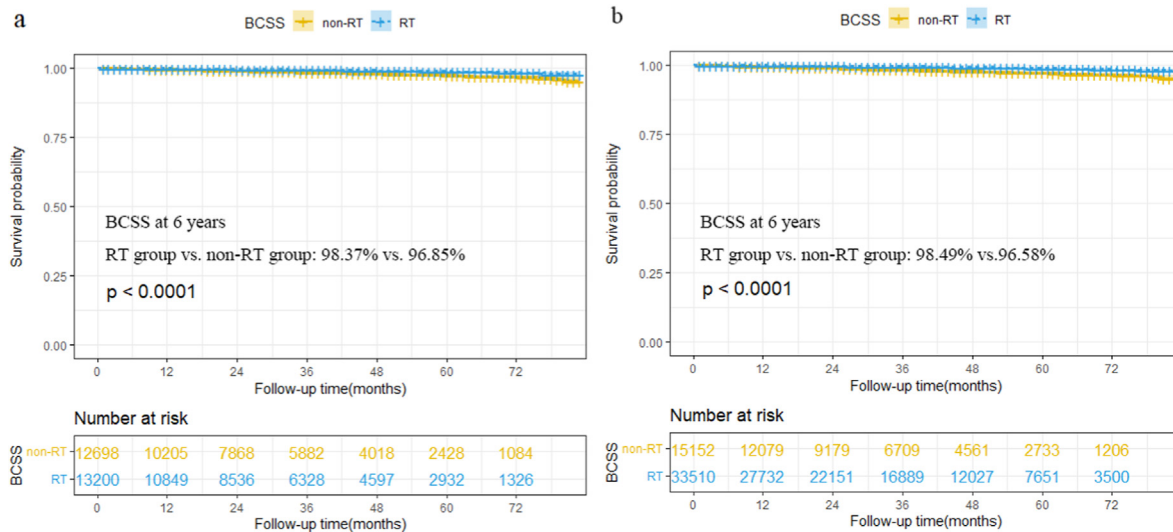 a
BCSS non-RT RT
Survival probability
1.00
0.75
0.50
0.25
0.00
BCSS at 6 years
RT group vs. non-RT group: 98.37% vs. 96.85%
p < 0.0001
0 12 24 36 48 60 72
Follow-up time(months)
Number at risk
BCSS
non-RT 12698 10205 7868 5882 4018 2428 1084
RT 13200 10849 8536 6328 4597 2932 1326
0 12 24 36 48 60 72
Follow-up time(months)
b
BCSS non-RT RT
Survival probability
1.00
0.75
0.50
0.25
0.00
BCSS at 6 years
RT group vs. non-RT group: 98.49% vs.96.58%
p < 0.0001
0 12 24 36 48 60 72
Follow-up time(months)
Number at risk
BCSS
non-RT 15152 12079 9179 6709 4561 2733 1206
RT 33510 27732 22151 16889 12027 7651 3500
0 12 24 36 48 60 72
Follow-up time(months)